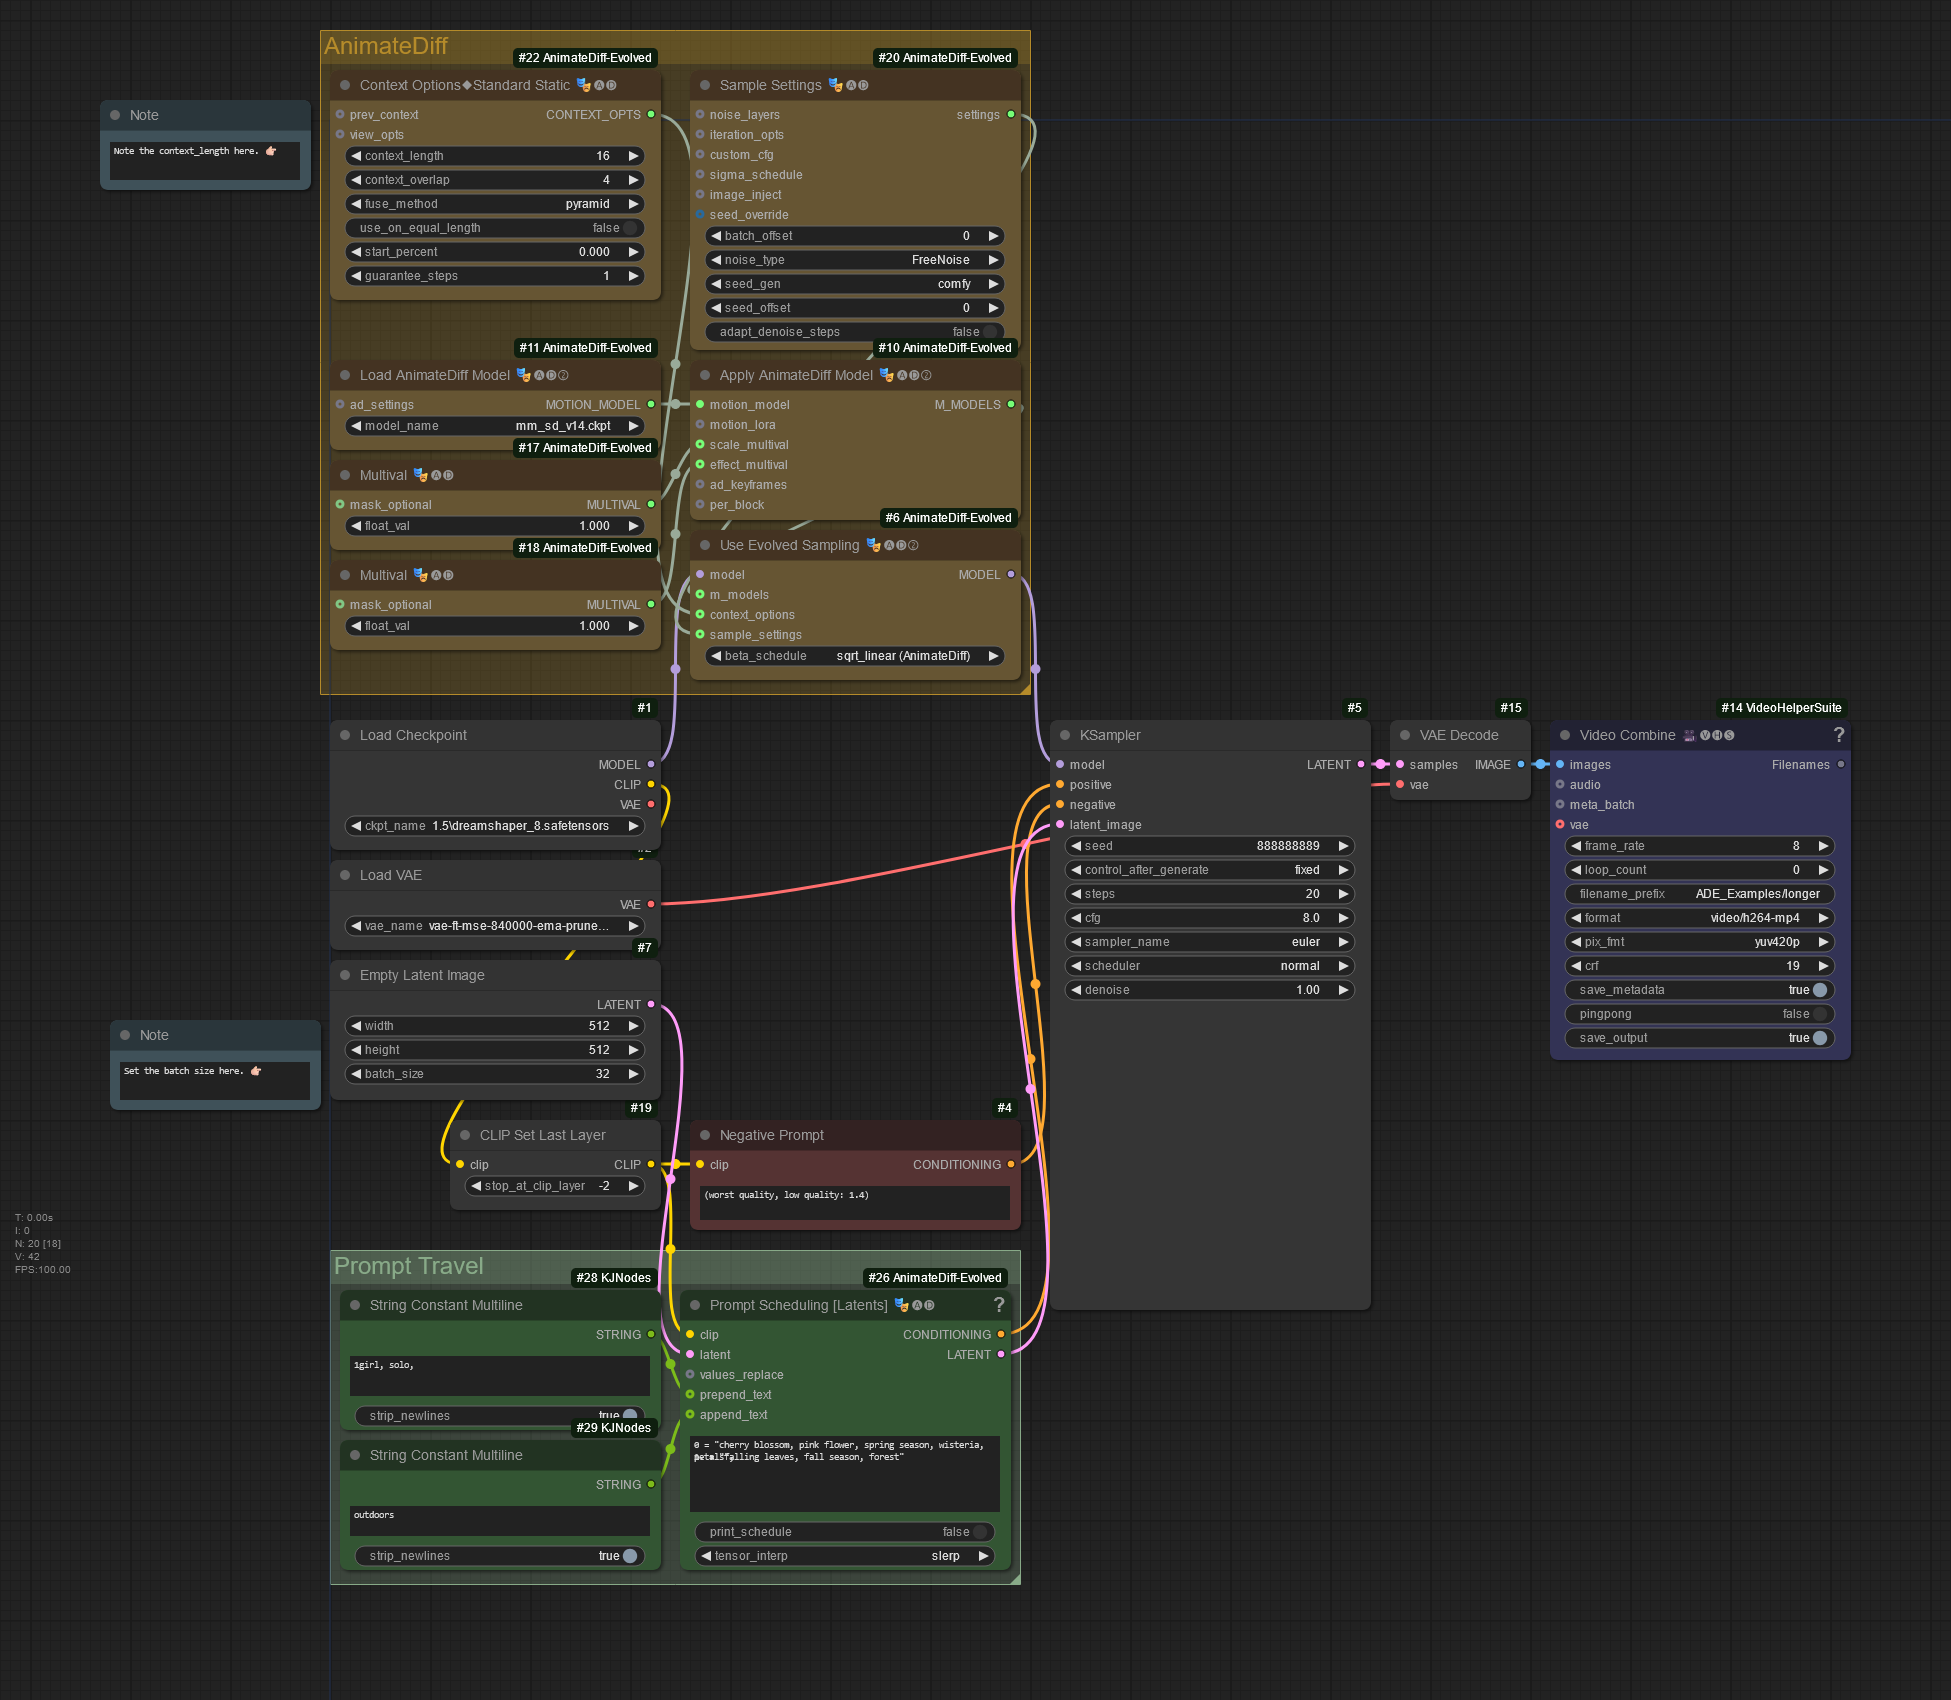 AnimateDiff
#22 AnimateDiff-Evolved
Context Options◆Standard Static 🎭🅐🅓
prev_context CONTEXT_OPTS
view_opts
context_length 16
context_overlap 4
fuse_method pyramid
use_on_equal_length false
start_percent 0.000
guarantee_steps 1
#20 AnimateDiff-Evolved
Sample Settings 🎭🅐🅓
noise_layers settings
iteration_opts
custom_cfg
sigma_schedule
image_inject
seed_override
batch_offset 0
noise_type FreeNoise
seed_gen comfy
seed_offset 0
adapt_denoise_steps false
Note
Note the context_length here. 👉🏻
#11 AnimateDiff-Evolved
Load AnimateDiff Model 🎭🅐🅓②
ad_settings MOTION_MODEL
model_name mm_sd_v14.ckpt
#17 AnimateDiff-Evolved
Multival 🎭🅐🅓
mask_optional MULTIVAL
float_val 1.000
#18 AnimateDiff-Evolved
Multival 🎭🅐🅓
mask_optional MULTIVAL
float_val 1.000
#10 AnimateDiff-Evolved
Apply AnimateDiff Model 🎭🅐🅓②
motion_model M_MODELS
motion_lora
scale_multival
effect_multival
ad_keyframes
per_block
#6 AnimateDiff-Evolved
Use Evolved Sampling 🎭🅐🅓②
model MODEL
m_models
context_options
sample_settings
beta_schedule sqrt_linear (AnimateDiff)
#1
Load Checkpoint
MODEL
CLIP
VAE
ckpt_name 1.5\dreamshaper_8.safetensors
Load VAE
VAE
vae_name vae-ft-mse-840000-ema-prune...
#7
Empty Latent Image
LATENT
width 512
height 512
batch_size 32
Note
Set the batch size here. 👉🏻
#19
CLIP Set Last Layer
clip CLIP
stop_at_clip_layer -2
#4
Negative Prompt
clip CONDITIONING
(worst quality, low quality: 1.4)
#5
KSampler
model LATENT
positive
negative
latent_image
seed 888888889
control_after_generate fixed
steps 20
cfg 8.0
sampler_name euler
scheduler normal
denoise 1.00
#15
VAE Decode
samples IMAGE
vae
#14 VideoHelperSuite
Video Combine 🎥🅥🅗🅢 ?
images Filenames
audio
meta_batch
vae
frame_rate 8
loop_count 0
filename_prefix ADE_Examples/longer
format video/h264-mp4
pix_fmt yuv420p
crf 19
save_metadata true
pingpong false
save_output true
T: 0.00s
I: 0
N: 20 [18]
V: 42
FPS:100.00
Prompt Travel
#28 KJNodes
String Constant Multiline
STRING
1girl, solo,
strip_newlines true
#29 KJNodes
String Constant Multiline
STRING
outdoors
strip_newlines true
#26 AnimateDiff-Evolved
Prompt Scheduling [Latents] 🎭🅐🅓 ?
clip CONDITIONING
latent LATENT
values_replace
prepend_text
append_text
0 = "cherry blossom, pink flower, spring season, wisteria,
leaves, fall season, forest"
print_schedule false
tensor_interp slerp